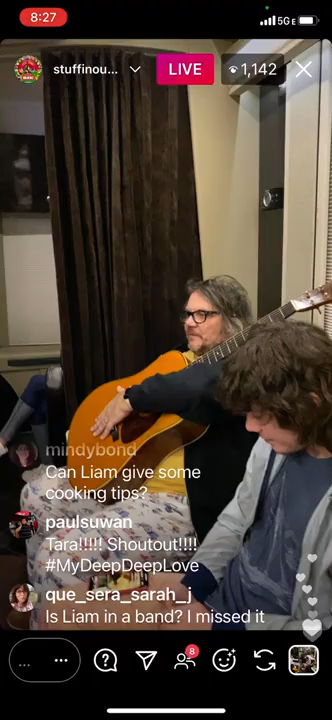 8:27
5GE
stuffinou...
LIVE
1,142
mindybond
Can Liam give some
cooking tips?
paulsuwan
Tara!!!!! Shoutout!!!!
#MyDeepDeepLove
que_sera_sarah_j
Is Liam in a band? I missed it
...
8